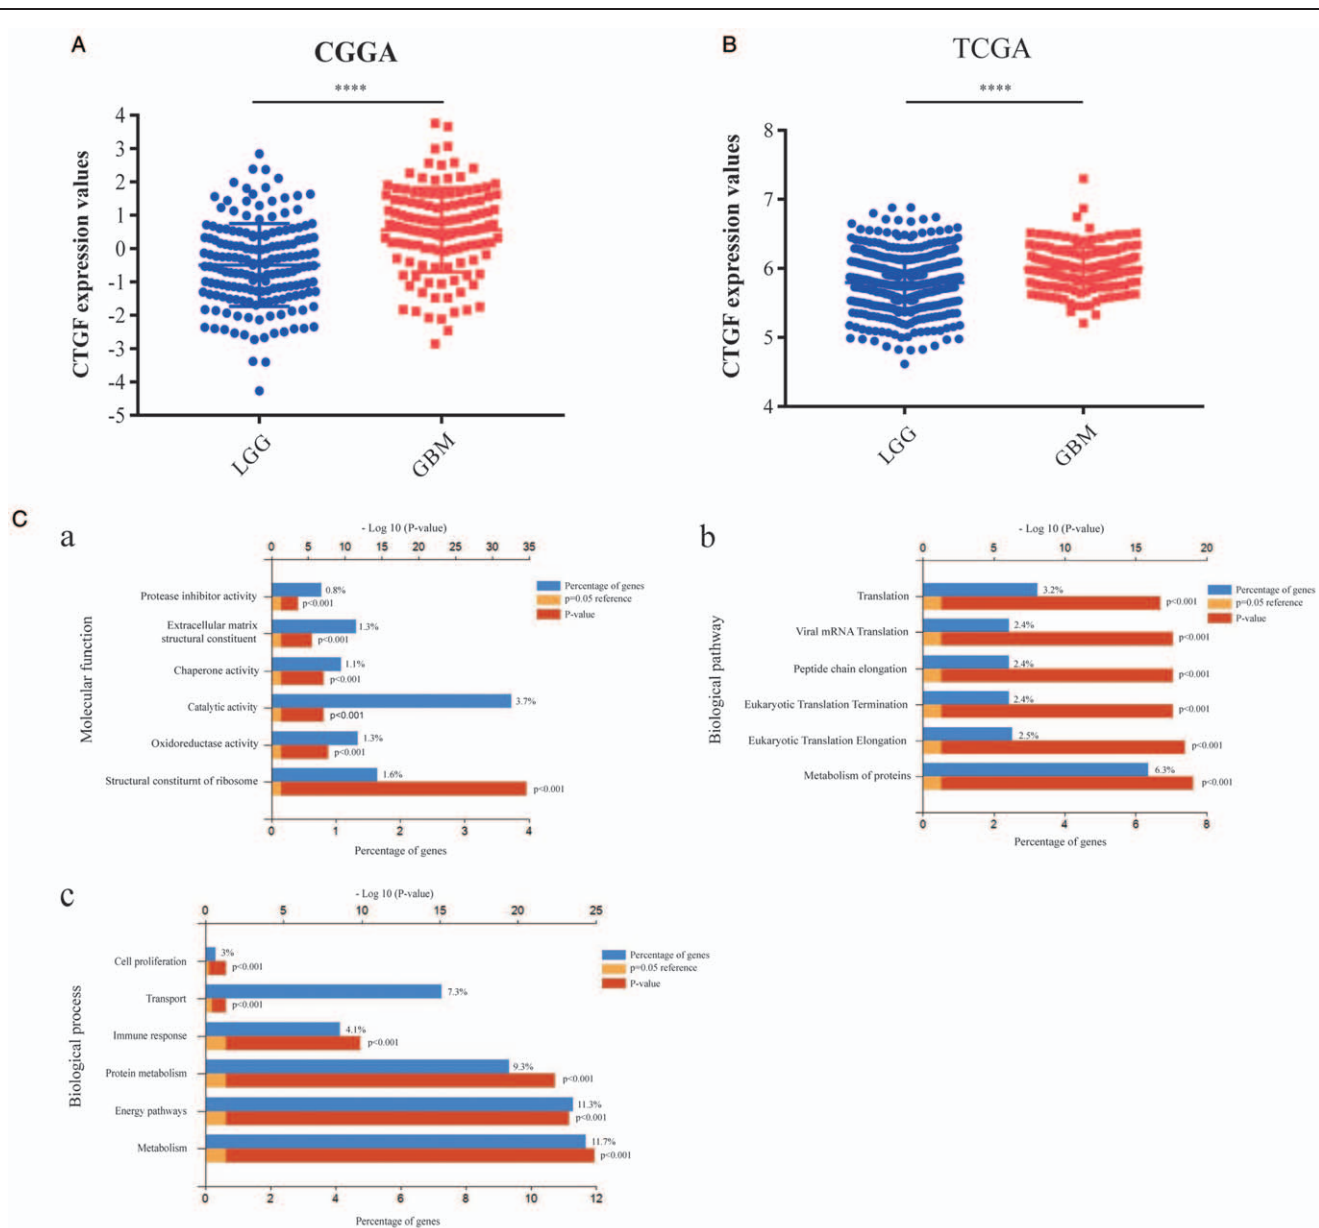 A
CGGA
****
CTGF expression values
4
3
2
1
0
-1
-2
-3
-4
-5
LGG
GBM
B
TCGA
****
CTGF expression values
8
7
6
5
4
LGG
GBM
C
a
- Log 10 (P-value)
0 5 10 15 20 25 30 35
Molecular function
Protease inhibitor activity
0.8%
p<0.001
Extracellular matrix
structural constituent
1.3%
p<0.001
Chaperone activity
1.1%
p<0.001
Catalytic activity
3.7%
p<0.001
Oxidoreductase activity
1.3%
p<0.001
Structural constiturnt of ribosome
1.6%
p<0.001
Percentage of genes
p=0.05 reference
P-value
0 1 2 3 4
Percentage of genes
b
- Log 10 (P-value)
0 5 10 15 20
Biological pathway
Translation
3.2%
p<0.001
Viral mRNA Translation
2.4%
p<0.001
Peptide chain elongation
2.4%
p<0.001
Eukaryotic Translation Termination
2.4%
p<0.001
Eukaryotic Translation Elongation
2.5%
p<0.001
Metabolism of proteins
6.3%
p<0.001
Percentage of genes
p=0.05 reference
P-value
0 2 4 6 8
Percentage of genes
c
- Log 10 (P-value)
0 5 10 15 20 25
Biological process
Cell proliferation
3%
p<0.001
Transport
7.3%
p<0.001
Immune response
4.1%
p<0.001
Protein metabolism
9.3%
p<0.001
Energy pathways
11.3%
p<0.001
Metabolism
11.7%
p<0.001
Percentage of genes
p=0.05 reference
P-value
0 2 4 6 8 10 12
Percentage of genes